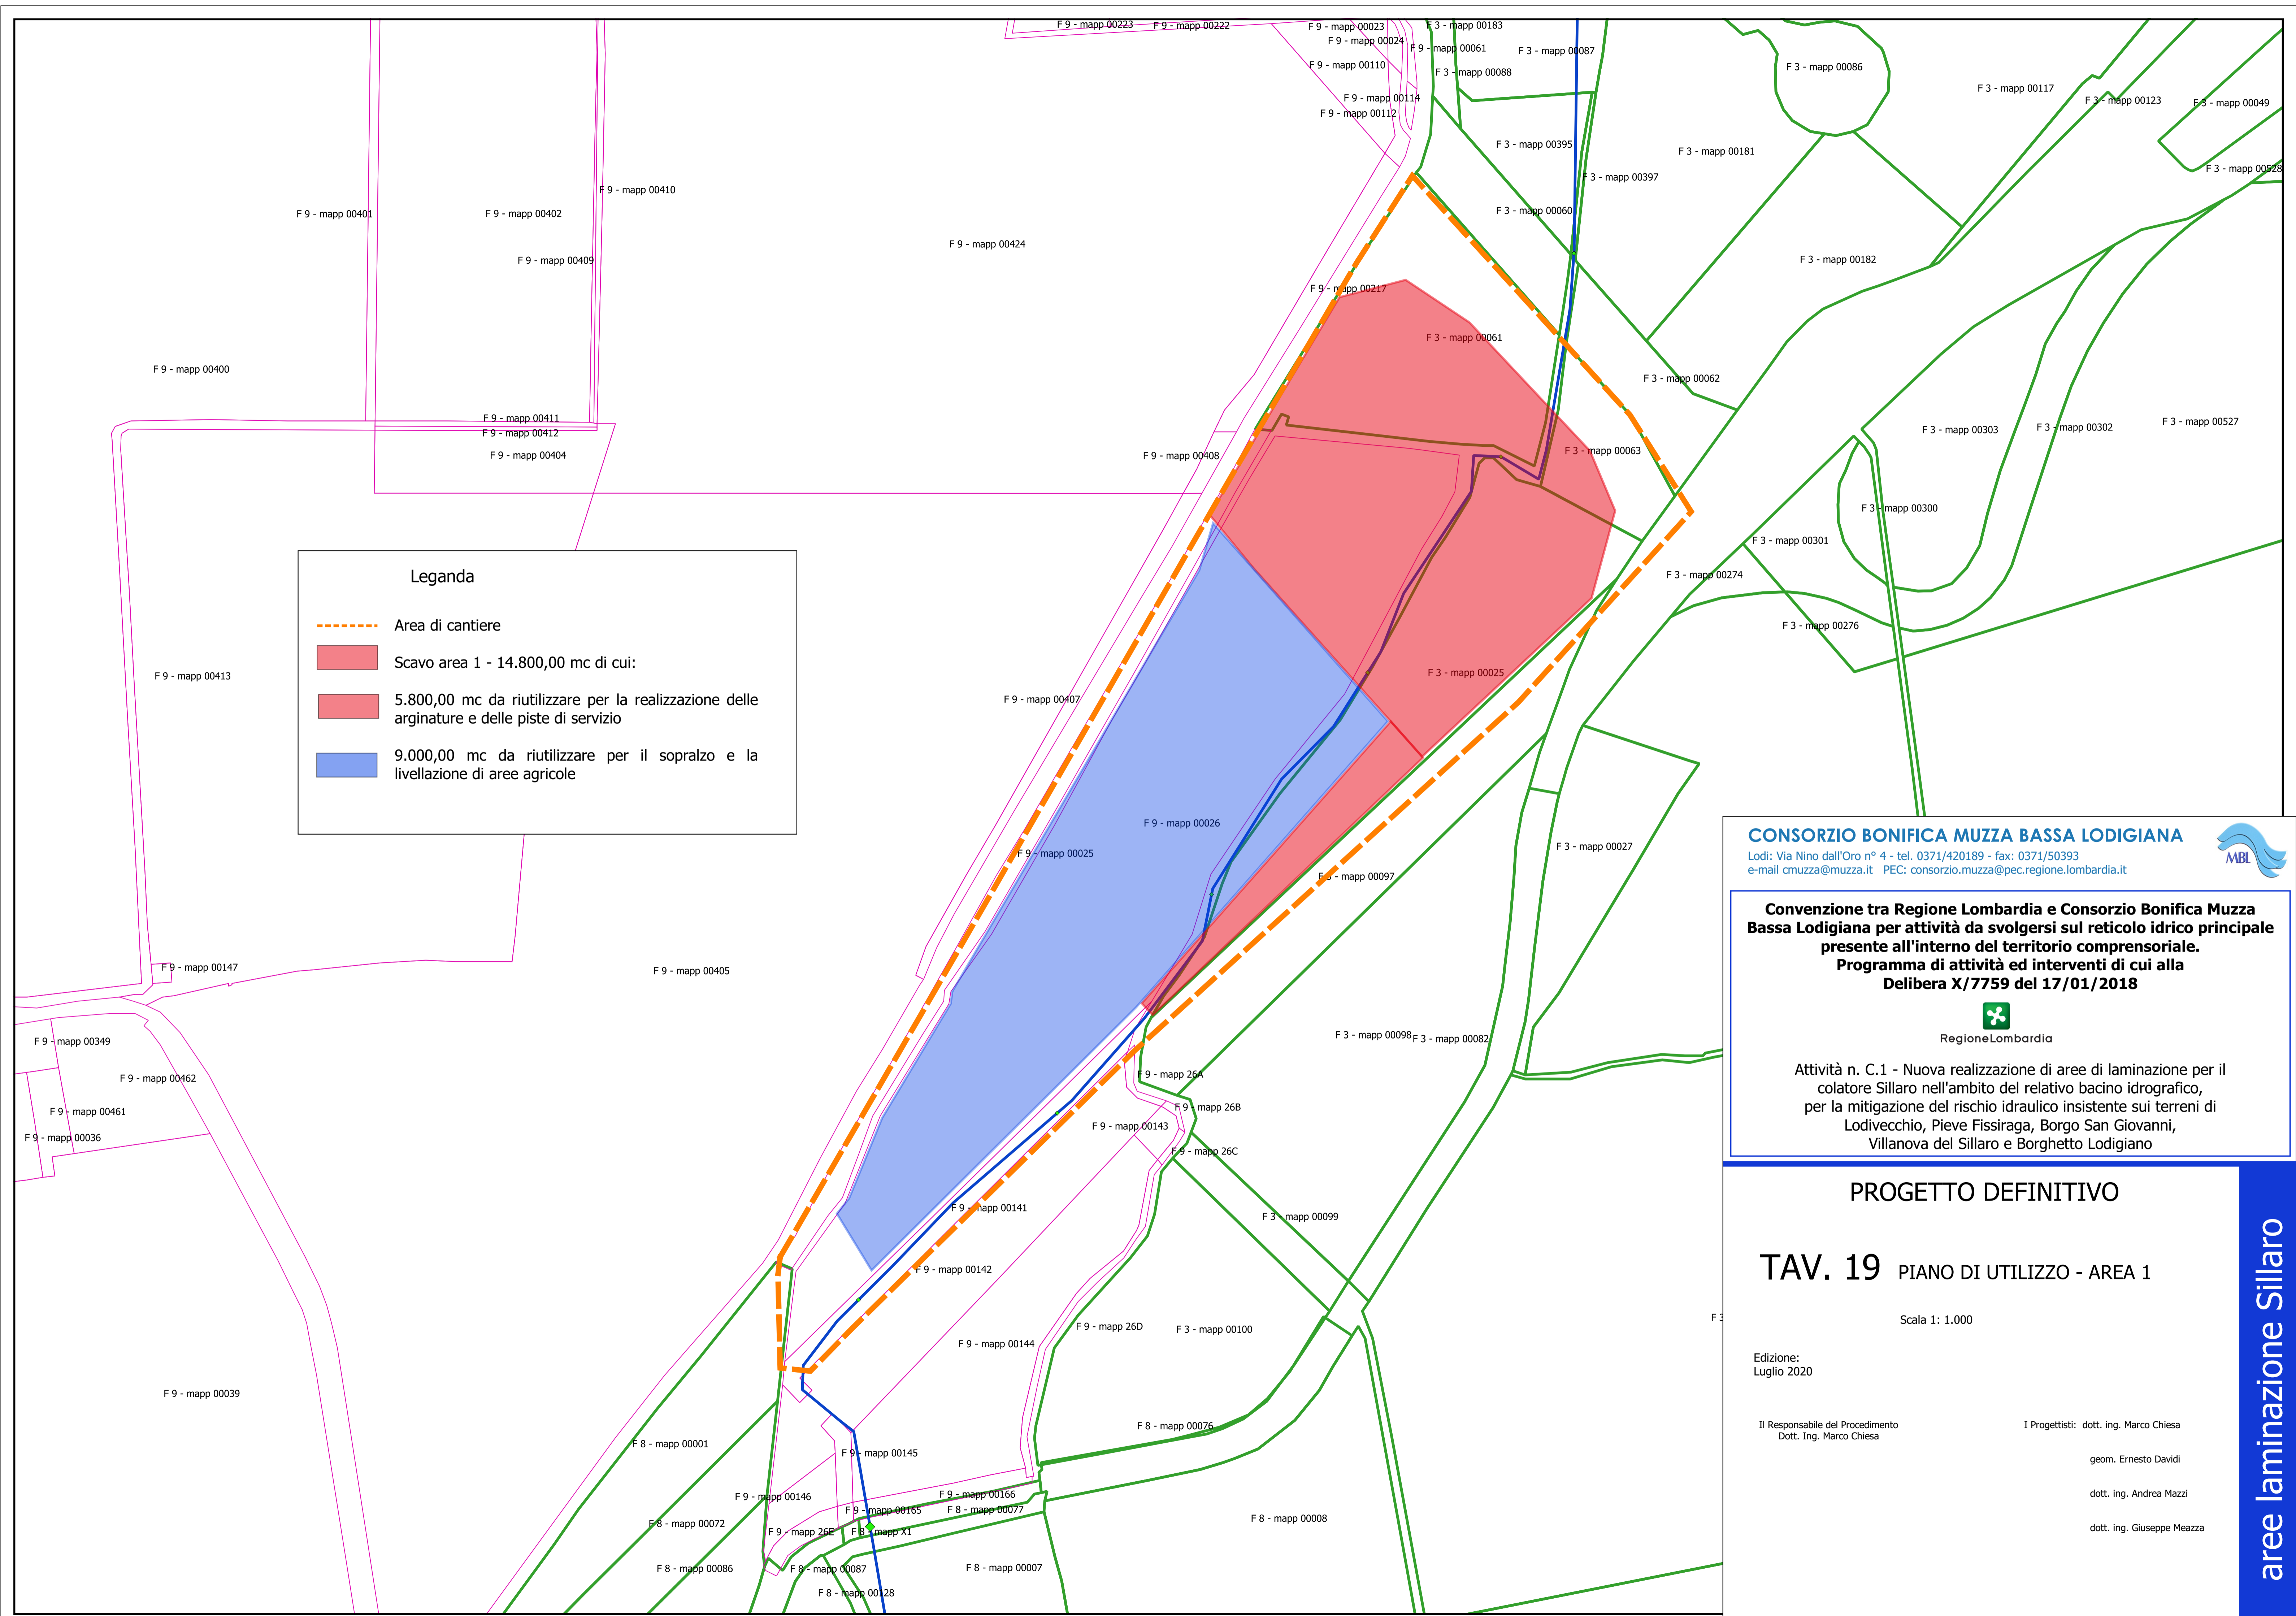 F 9 - mapp 00223
F 9 - mapp 00222
F 9 - mapp 00023
F 3 - mapp 00183
F 9 - mapp 00024
F 9 - mapp 00061
F 3 - mapp 00087
F 9 - mapp 00110
F 3 - mapp 00088
F 3 - mapp 00086
F 3 - mapp 00117
F 9 - mapp 00114
F 3 - mapp 00123
F 3 - mapp 00049
F 9 - mapp 00112
F 3 - mapp 00395
F 3 - mapp 00181
F 3 - mapp 00528
F 3 - mapp 00397
F 9 - mapp 00410
F 9 - mapp 00401
F 9 - mapp 00402
F 3 - mapp 00060
F 9 - mapp 00424
F 9 - mapp 00409
F 3 - mapp 00182
F 9 - mapp 00217
F 3 - mapp 00061
F 9 - mapp 00400
F 3 - mapp 00062
F 9 - mapp 00411
F 9 - mapp 00412
F 9 - mapp 00404
F 9 - mapp 00408
F 3 - mapp 00063
F 3 - mapp 00303
F 3 - mapp 00302
F 3 - mapp 00527
F 3 - mapp 00300
F 3 - mapp 00301
F 3 - mapp 00274
F 3 - mapp 00276
Leganda
Area di cantiere
Scavo area 1 - 14.800,00 mc di cui:
5.800,00 mc da riutilizzare per la realizzazione delle
arginature e delle piste di servizio
9.000,00 mc da riutilizzare per il sopralzo e la
livellazione di aree agricole
F 9 - mapp 00413
F 9 - mapp 00407
F 3 - mapp 00025
F 9 - mapp 00026
F 9 - mapp 00025
F 3 - mapp 00097
F 3 - mapp 00027
F 9 - mapp 00147
F 9 - mapp 00405
F 9 - mapp 00349
F 9 - mapp 00462
F 9 - mapp 00461
F 9 - mapp 00036
F 3 - mapp 00098
F 3 - mapp 00082
F 9 - mapp 26A
F 9 - mapp 26B
F 9 - mapp 00143
F 9 - mapp 26C
F 9 - mapp 00141
F 3 - mapp 00099
F 9 - mapp 00142
F 9 - mapp 26D
F 3 - mapp 00100
F 9 - mapp 00144
F 3
F 9 - mapp 00039
F 8 - mapp 00076
F 8 - mapp 00001
F 9 - mapp 00145
F 9 - mapp 00146
F 9 - mapp 00166
F 9 - mapp 00165
F 8 - mapp 00077
F 8 - mapp 00072
F 9 - mapp 26E
F 8 - mapp X1
F 8 - mapp 00008
F 8 - mapp 00086
F 8 - mapp 00087
F 8 - mapp 00007
F 8 - mapp 00128
CONSORZIO BONIFICA MUZZA BASSA LODIGIANA
Lodi: Via Nino dall'Oro n° 4 - tel. 0371/420189 - fax: 0371/50393
e-mail cmuzza@muzza.it PEC: consorzio.muzza@pec.regione.lombardia.it
MBL
Convenzione tra Regione Lombardia e Consorzio Bonifica Muzza
Bassa Lodigiana per attività da svolgersi sul reticolo idrico principale
presente all'interno del territorio comprensoriale.
Programma di attività ed interventi di cui alla
Delibera X/7759 del 17/01/2018
RegioneLombardia
Attività n. C.1 - Nuova realizzazione di aree di laminazione per il
colatore Sillaro nell'ambito del relativo bacino idrografico,
per la mitigazione del rischio idraulico insistente sui terreni di
Lodivecchio, Pieve Fissiraga, Borgo San Giovanni,
Villanova del Sillaro e Borghetto Lodigiano
PROGETTO DEFINITIVO
TAV. 19 PIANO DI UTILIZZO - AREA 1
Scala 1: 1.000
Edizione:
Luglio 2020
Il Responsabile del Procedimento
Dott. Ing. Marco Chiesa
I Progettisti: dott. ing. Marco Chiesa
geom. Ernesto Davidi
dott. ing. Andrea Mazzi
dott. ing. Giuseppe Meazza
aree laminazione Sillaro